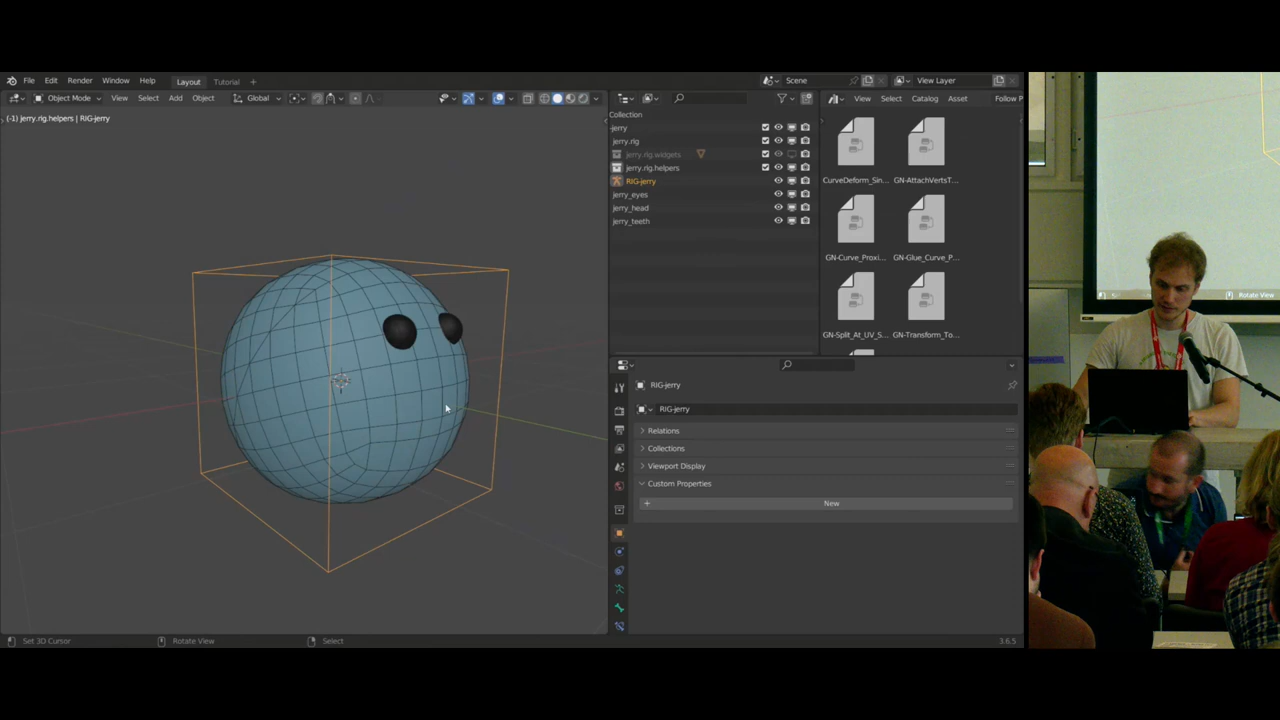 File Edit Render Window Help Layout Tutorial + Scene View Layer
Object Mode View Select Add Object Global View Select Catalog Asset Follow P
(-1) jerry.rig.helpers | RIG-jerry
Collection
-jerry
jerry.rig
jerry.rig.widgets
jerry.rig.helpers
RIG-jerry
jerry_eyes
jerry_head
jerry_teeth
CurveDeform_Sin... GN-AttachVertsT...
GN-Curve_Proxi... GN-Glue_Curve_P...
GN-Split_At_UV_S... GN-Transform_To...
RIG-jerry
RIG-jerry
Relations
Collections
Viewport Display
Custom Properties
+ New
Set 3D Cursor Rotate View Select 3.6.5
Rotate View